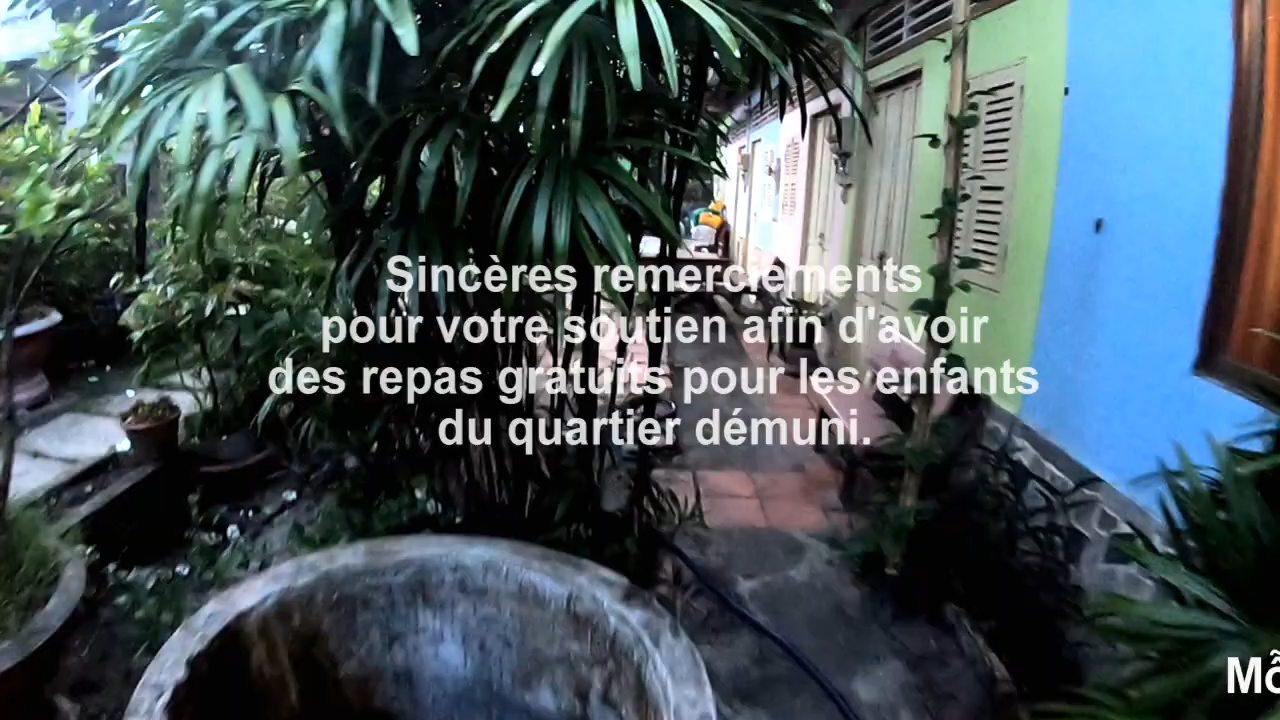 Sincères remerciements
pour votre soutien afin d'avoir
des repas gratuits pour les enfants
du quartier démuni.